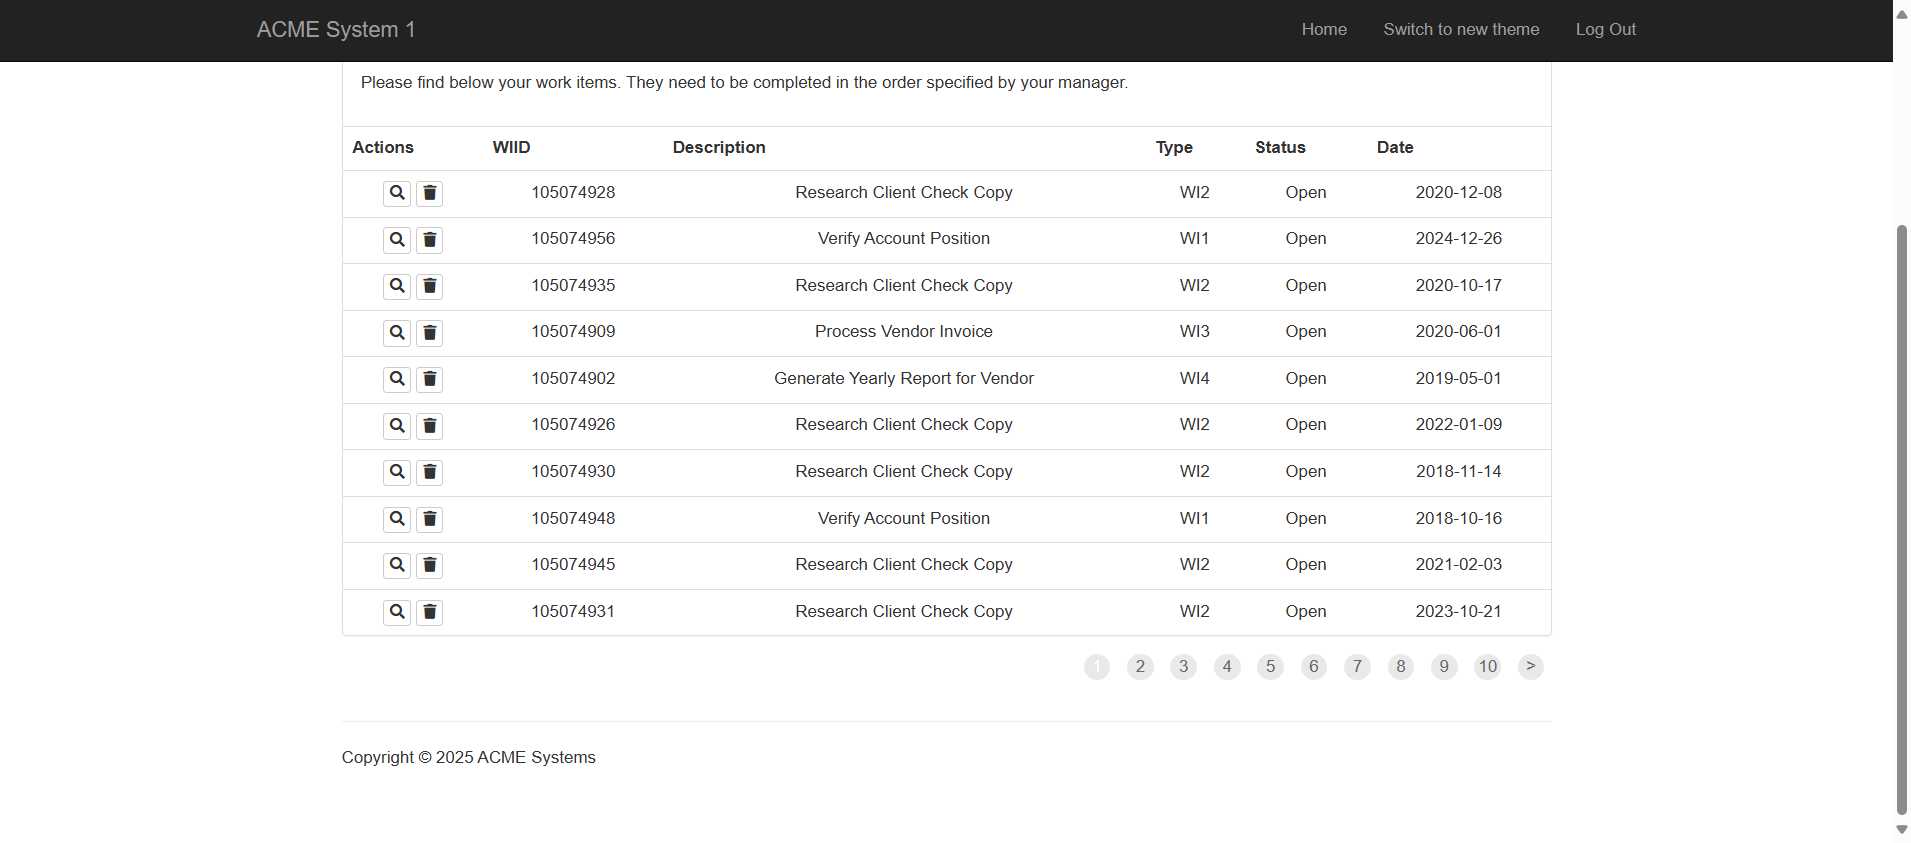 ACME System 1 Home Switch to new theme Log Out
Please find below your work items. They need to be completed in the order specified by your manager.
Actions WIID Description Type Status Date
105074928 Research Client Check Copy WI2 Open 2020-12-08
105074956 Verify Account Position WI1 Open 2024-12-26
105074935 Research Client Check Copy WI2 Open 2020-10-17
105074909 Process Vendor Invoice WI3 Open 2020-06-01
105074902 Generate Yearly Report for Vendor WI4 Open 2019-05-01
105074926 Research Client Check Copy WI2 Open 2022-01-09
105074930 Research Client Check Copy WI2 Open 2018-11-14
105074948 Verify Account Position WI1 Open 2018-10-16
105074945 Research Client Check Copy WI2 Open 2021-02-03
105074931 Research Client Check Copy WI2 Open 2023-10-21
1 2 3 4 5 6 7 8 9 10 >
Copyright © 2025 ACME Systems